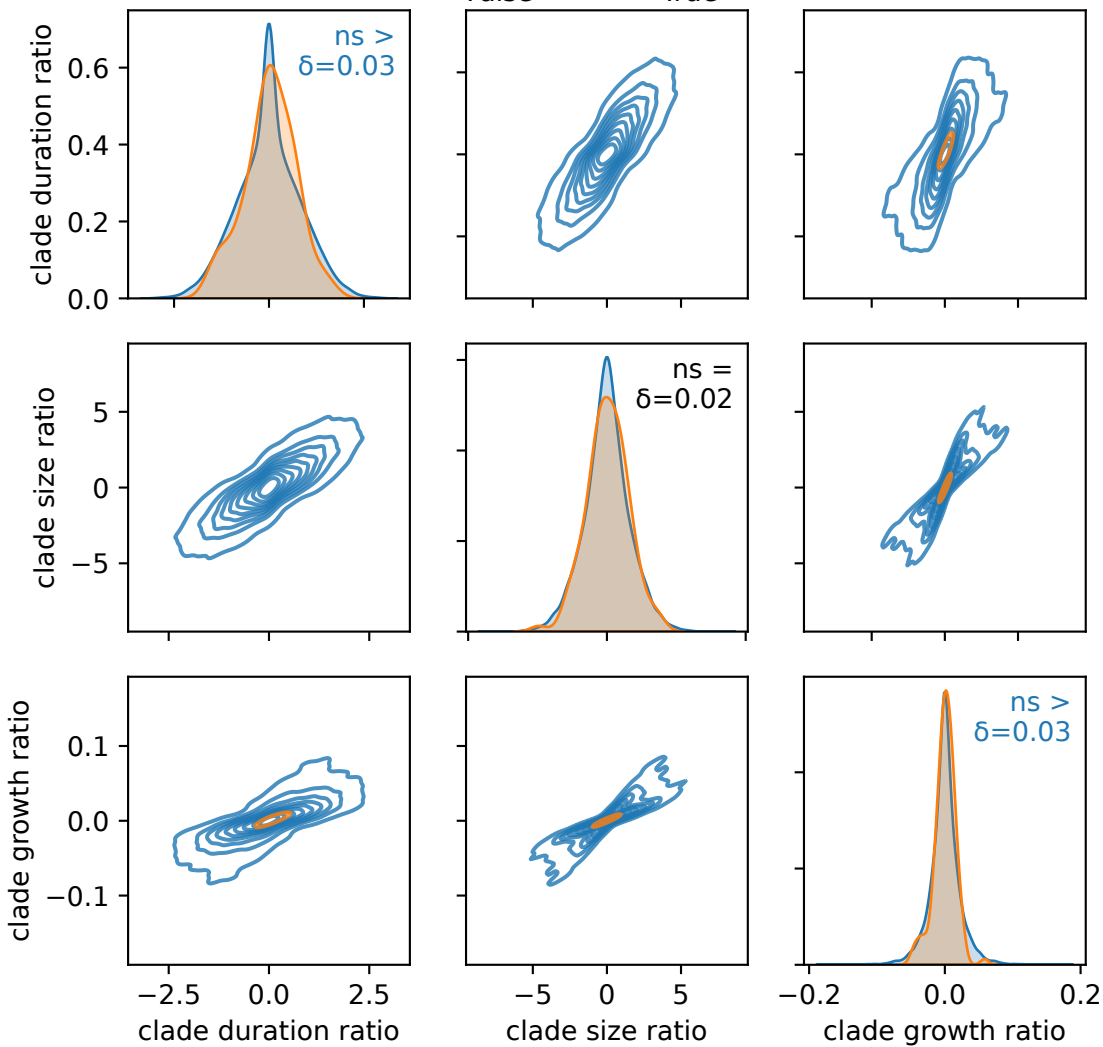 clade duration ratio
0.6
0.4
0.2
0.0
ns >
δ=0.03
clade size ratio
5
0
−5
ns =
δ=0.02
clade growth ratio
0.1
0.0
−0.1
ns >
δ=0.03
−2.5 0.0 2.5
−5 0 5
−0.2 0.0 0.2
clade duration ratio
clade size ratio
clade growth ratio